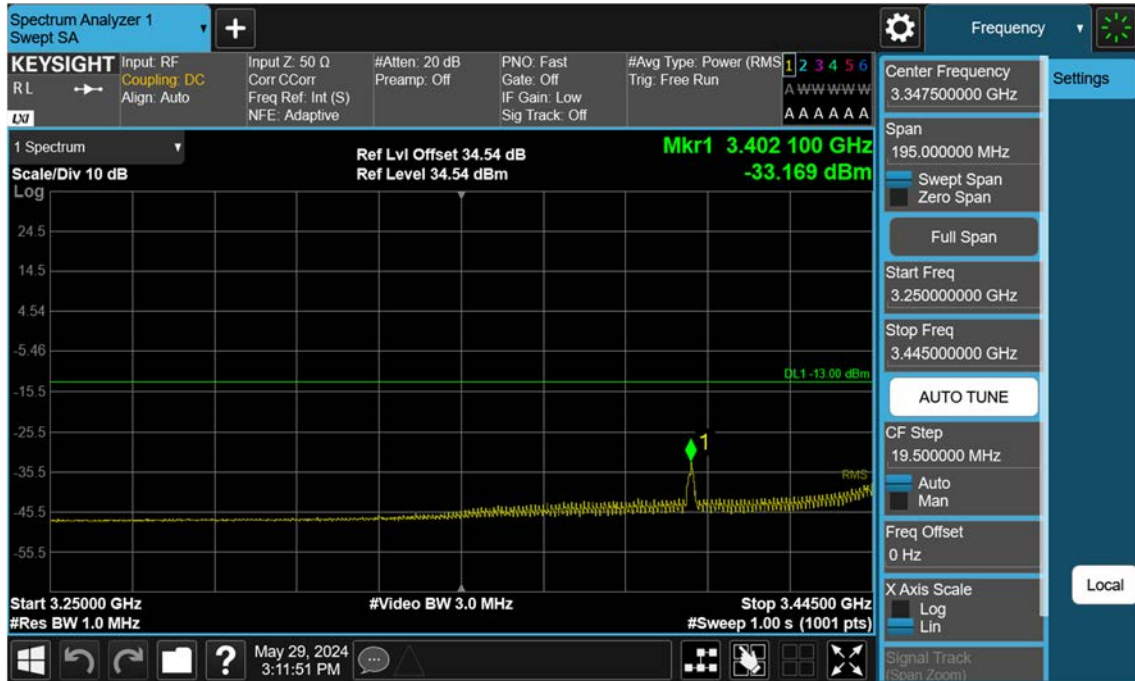 Spectrum Analyzer 1
Swept SA
+
Frequency
KEYSIGHT
R L
LXI
Input: RF
Coupling: DC
Align: Auto
Input Z: 50 Ω
Corr CCorr
Freq Ref: Int (S)
NFE: Adaptive
#Atten: 20 dB
Preamp: Off
PNO: Fast
Gate: Off
IF Gain: Low
Sig Track: Off
#Avg Type: Power (RMS
Trig: Free Run
1 2 3 4 5 6
A W W W W W
A A A A A A
1 Spectrum
Scale/Div 10 dB
Ref Lvl Offset 34.54 dB
Ref Level 34.54 dBm
Mkr1 3.402 100 GHz
-33.169 dBm
Log
24.5
14.5
4.54
-5.46
-15.5
-25.5
-35.5
-45.5
-55.5
DL1 -13.00 dBm
1
RMS
Start 3.25000 GHz
#Res BW 1.0 MHz
#Video BW 3.0 MHz
Stop 3.44500 GHz
#Sweep 1.00 s (1001 pts)
Center Frequency
3.347500000 GHz
Span
195.000000 MHz
Swept Span
Zero Span
Full Span
Start Freq
3.250000000 GHz
Stop Freq
3.445000000 GHz
AUTO TUNE
CF Step
19.500000 MHz
Auto
Man
Freq Offset
0 Hz
X Axis Scale
Log
Lin
Signal Track
(Span Zoom)
Settings
Local
?
May 29, 2024
3:11:51 PM